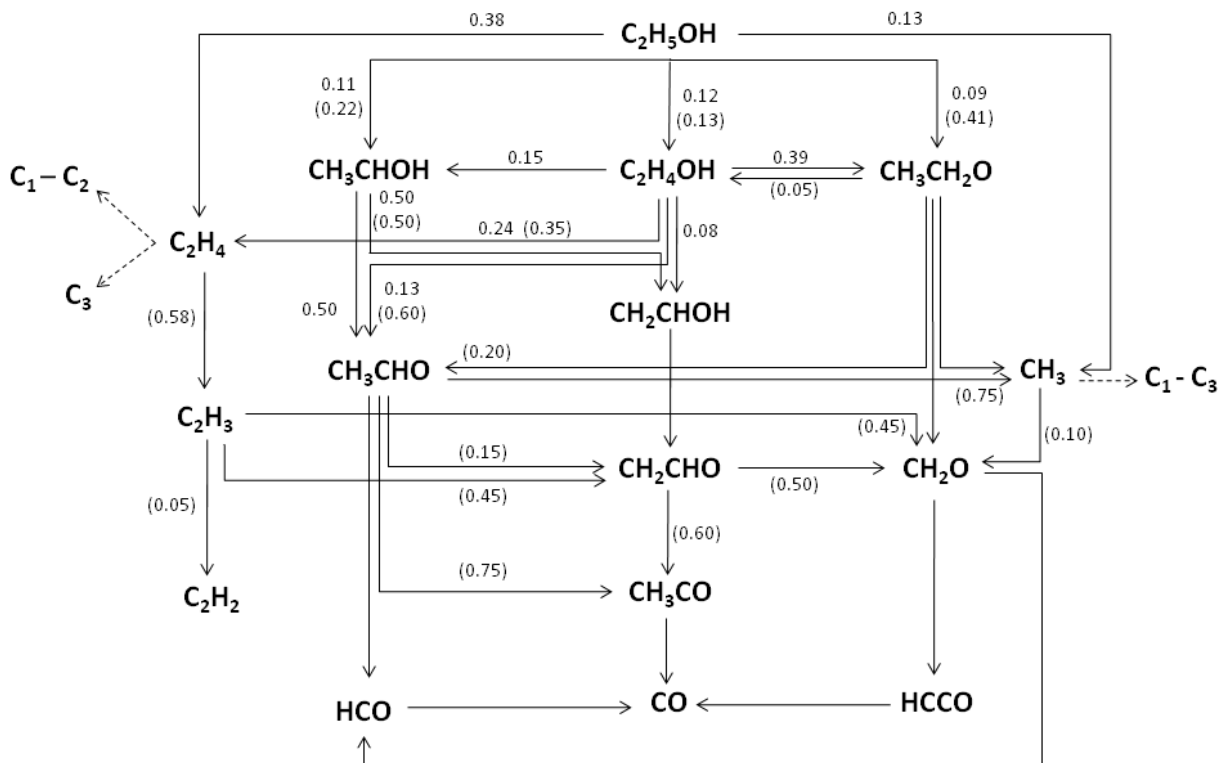 0.38
C₂H₅OH
0.13
0.11
(0.22)
0.12
(0.13)
0.09
(0.41)
C₁ – C₂
CH₃CHOH
0.15
C₂H₄OH
0.39
(0.05)
CH₃CH₂O
0.50
(0.50)
0.24 (0.35)
0.08
C₂H₄
C₃
(0.58)
0.50
0.13
(0.60)
CH₂CHOH
(0.20)
CH₃CHO
CH₃
C₁ - C₃
(0.75)
C₂H₃
(0.45)
(0.10)
(0.15)
CH₂CHO
CH₂O
(0.05)
(0.45)
(0.50)
(0.60)
(0.75)
C₂H₂
CH₃CO
HCO
CO
HCCO